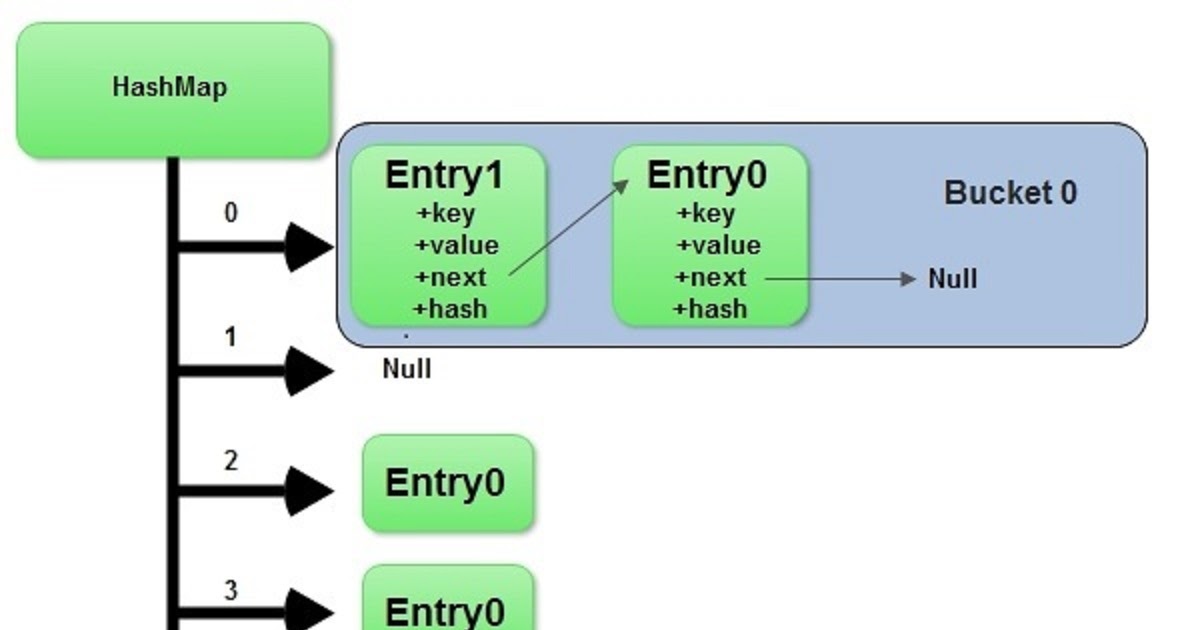 HashMap
0
Entry1
+key
+value
+next
+hash
Entry0
+key
+value
+next
+hash
Bucket 0
Null
1
Null
2
Entry0
3
Entry0